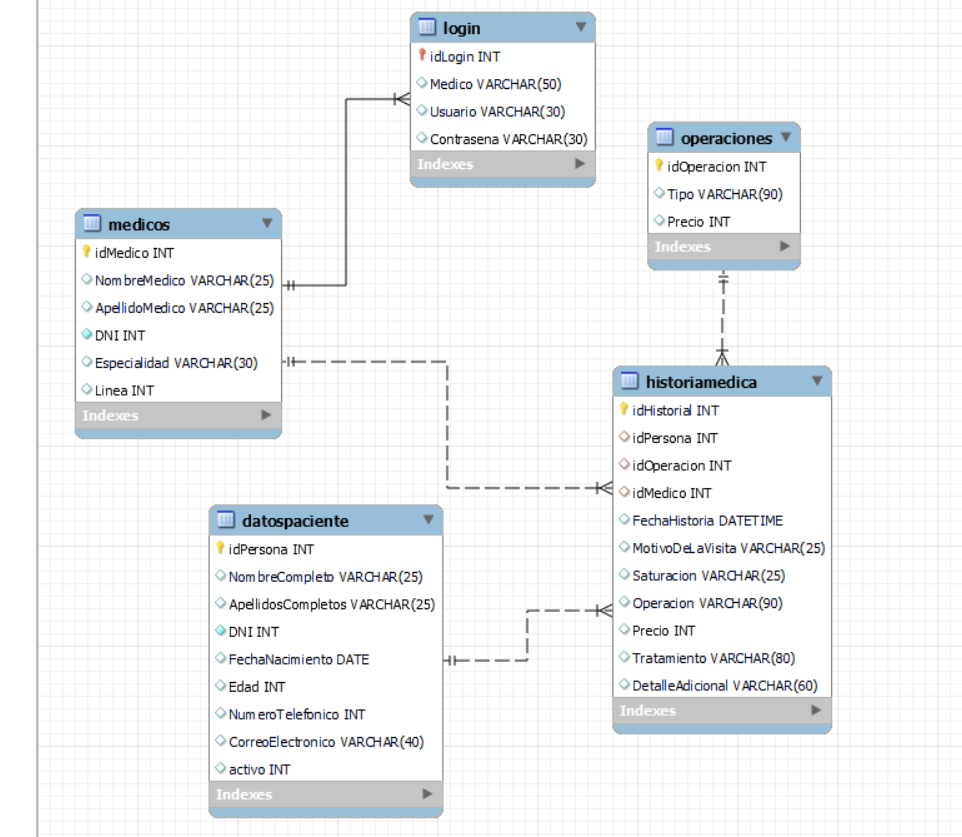 login
idLogin INT
Medico VARCHAR(50)
Usuario VARCHAR(30)
Contrasena VARCHAR(30)
Indexes
operaciones
idOperacion INT
Tipo VARCHAR(90)
Precio INT
Indexes
medicos
idMedico INT
NombreMedico VARCHAR(25)
ApellidoMedico VARCHAR(25)
DNI INT
Especialidad VARCHAR(30)
Linea INT
Indexes
historiamedica
idHistorial INT
idPersona INT
idOperacion INT
idMedico INT
FechaHistoria DATETIME
MotivoDeLaVisita VARCHAR(25)
Saturacion VARCHAR(25)
Operacion VARCHAR(90)
Precio INT
Tratamiento VARCHAR(80)
DetalleAdicional VARCHAR(60)
Indexes
datospaciente
idPersona INT
NombreCompleto VARCHAR(25)
ApellidosCompletos VARCHAR(25)
DNI INT
FechaNacimiento DATE
Edad INT
NumeroTelefonico INT
CorreoElectronico VARCHAR(40)
activo INT
Indexes